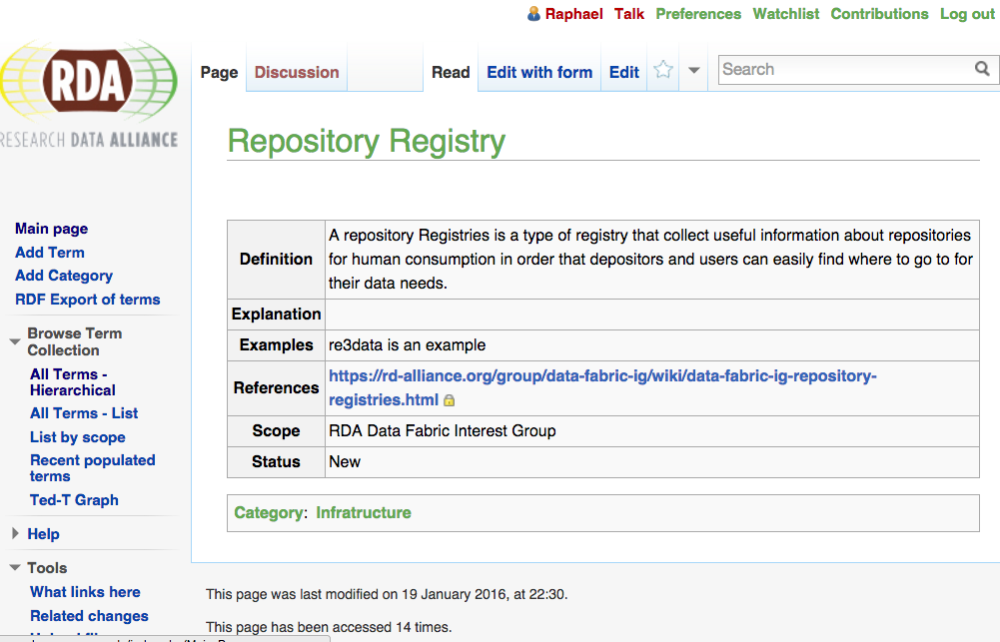 Raphael Talk Preferences Watchlist Contributions Log out
RDA
RESEARCH DATA ALLIANCE
Page Discussion Read Edit with form Edit Search
Repository Registry
Main page
Add Term
Add Category
RDF Export of terms
Browse Term
Collection
All Terms -
Hierarchical
All Terms - List
List by scope
Recent populated
terms
Ted-T Graph
Help
Tools
What links here
Related changes
Definition
A repository Registries is a type of registry that collect useful information about repositories
for human consumption in order that depositors and users can easily find where to go to for
their data needs.
Explanation
Examples re3data is an example
References
https://rd-alliance.org/group/data-fabric-ig/wiki/data-fabric-ig-repository-
registries.html
Scope RDA Data Fabric Interest Group
Status New
Category: Infratructure
This page was last modified on 19 January 2016, at 22:30.
This page has been accessed 14 times.